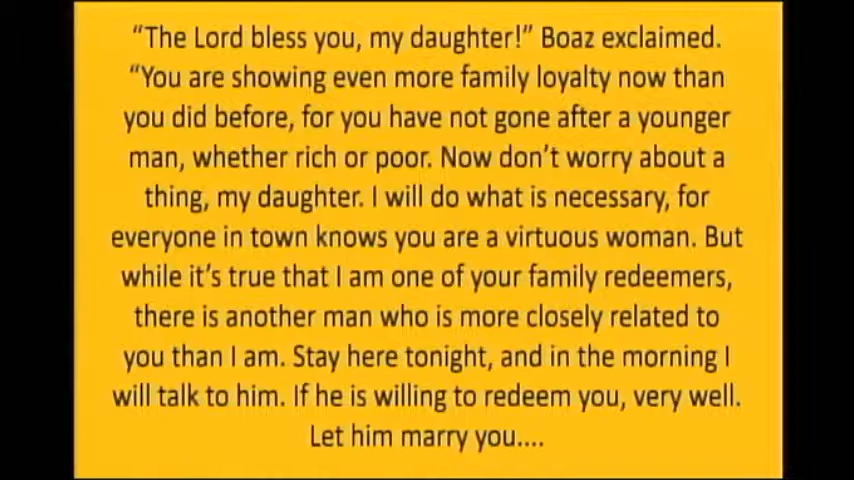 “The Lord bless you, my daughter!” Boaz exclaimed.
“You are showing even more family loyalty now than
you did before, for you have not gone after a younger
man, whether rich or poor. Now don’t worry about a
thing, my daughter. I will do what is necessary, for
everyone in town knows you are a virtuous woman. But
while it’s true that I am one of your family redeemers,
there is another man who is more closely related to
you than I am. Stay here tonight, and in the morning I
will talk to him. If he is willing to redeem you, very well.
Let him marry you....